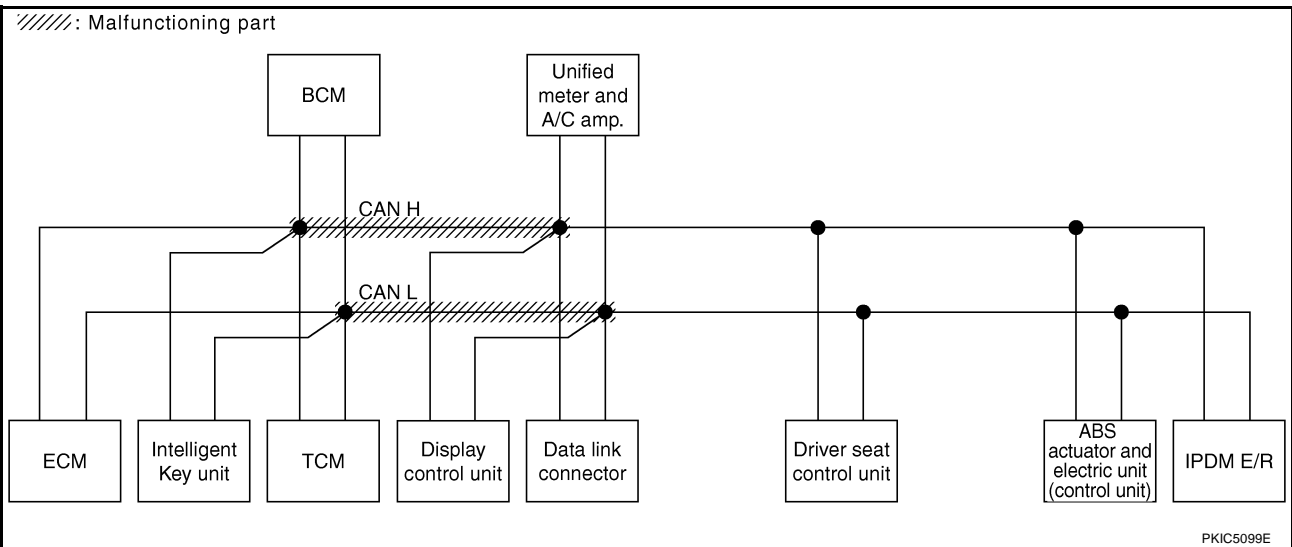 : Malfunctioning part
BCM
Unified
meter and
A/C amp.
CAN H
CAN L
ECM
Intelligent
Key unit
TCM
Display
control unit
Data link
connector
Driver seat
control unit
ABS
actuator and
electric unit
(control unit)
IPDM E/R
PKIC5099E